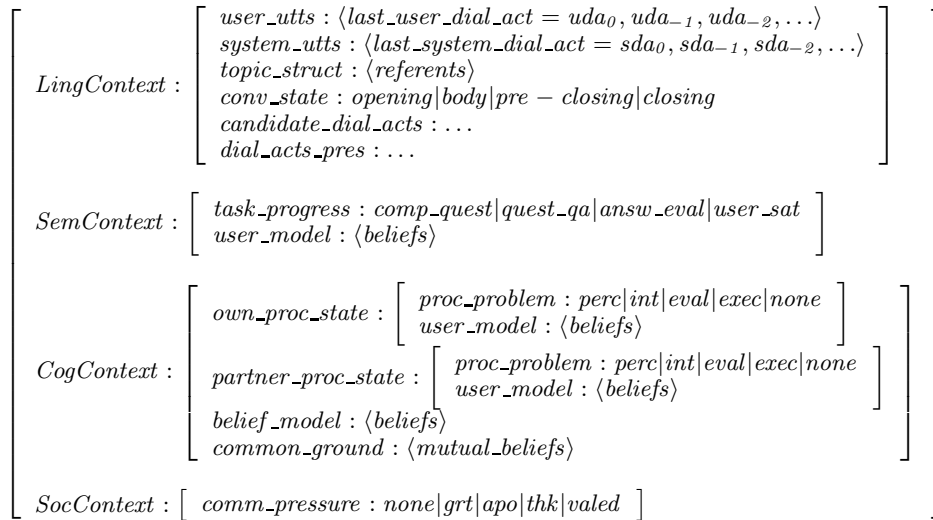 user_utts : ⟨last_user_dial_act = uda₀, uda₋₁, uda₋₂, …⟩
system_utts : ⟨last_system_dial_act = sda₀, sda₋₁, sda₋₂, …⟩
topic_struct : ⟨referents⟩
LingContext :
conv_state : opening|body|pre − closing|closing
candidate_dial_acts : …
dial_acts_pres : …
task_progress : comp_quest|quest_qa|answ_eval|user_sat
SemContext :
user_model : ⟨beliefs⟩
proc_problem : perc|int|eval|exec|none
own_proc_state :
user_model : ⟨beliefs⟩
CogContext :
proc_problem : perc|int|eval|exec|none
partner_proc_state :
user_model : ⟨beliefs⟩
belief_model : ⟨beliefs⟩
common_ground : ⟨mutual_beliefs⟩
SocContext : [ comm_pressure : none|grt|apo|thk|valed ]